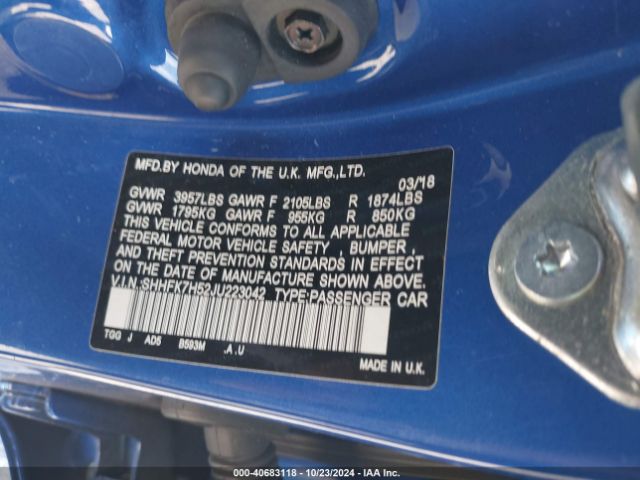 MFD.BY HONDA OF THE U.K. MFG.,LTD.
03/18
GVWR 3957LBS GAWR F 2105LBS R 1874LBS
GVWR 1795KG GAWR F 955KG R 850KG
THIS VEHICLE CONFORMS TO ALL APPLICABLE
FEDERAL MOTOR VEHICLE SAFETY , BUMPER ,
AND THEFT PREVENTION STANDARDS IN EFFECT
ON THE DATE OF MANUFACTURE SHOWN ABOVE.
V.I.N.:SHHFK7H52JU223042 TYPE:PASSENGER CAR
TGG J AD5 B593M .A.U
MADE IN U.K.
00-40683118 - 10/23/2024 - IAA Inc.